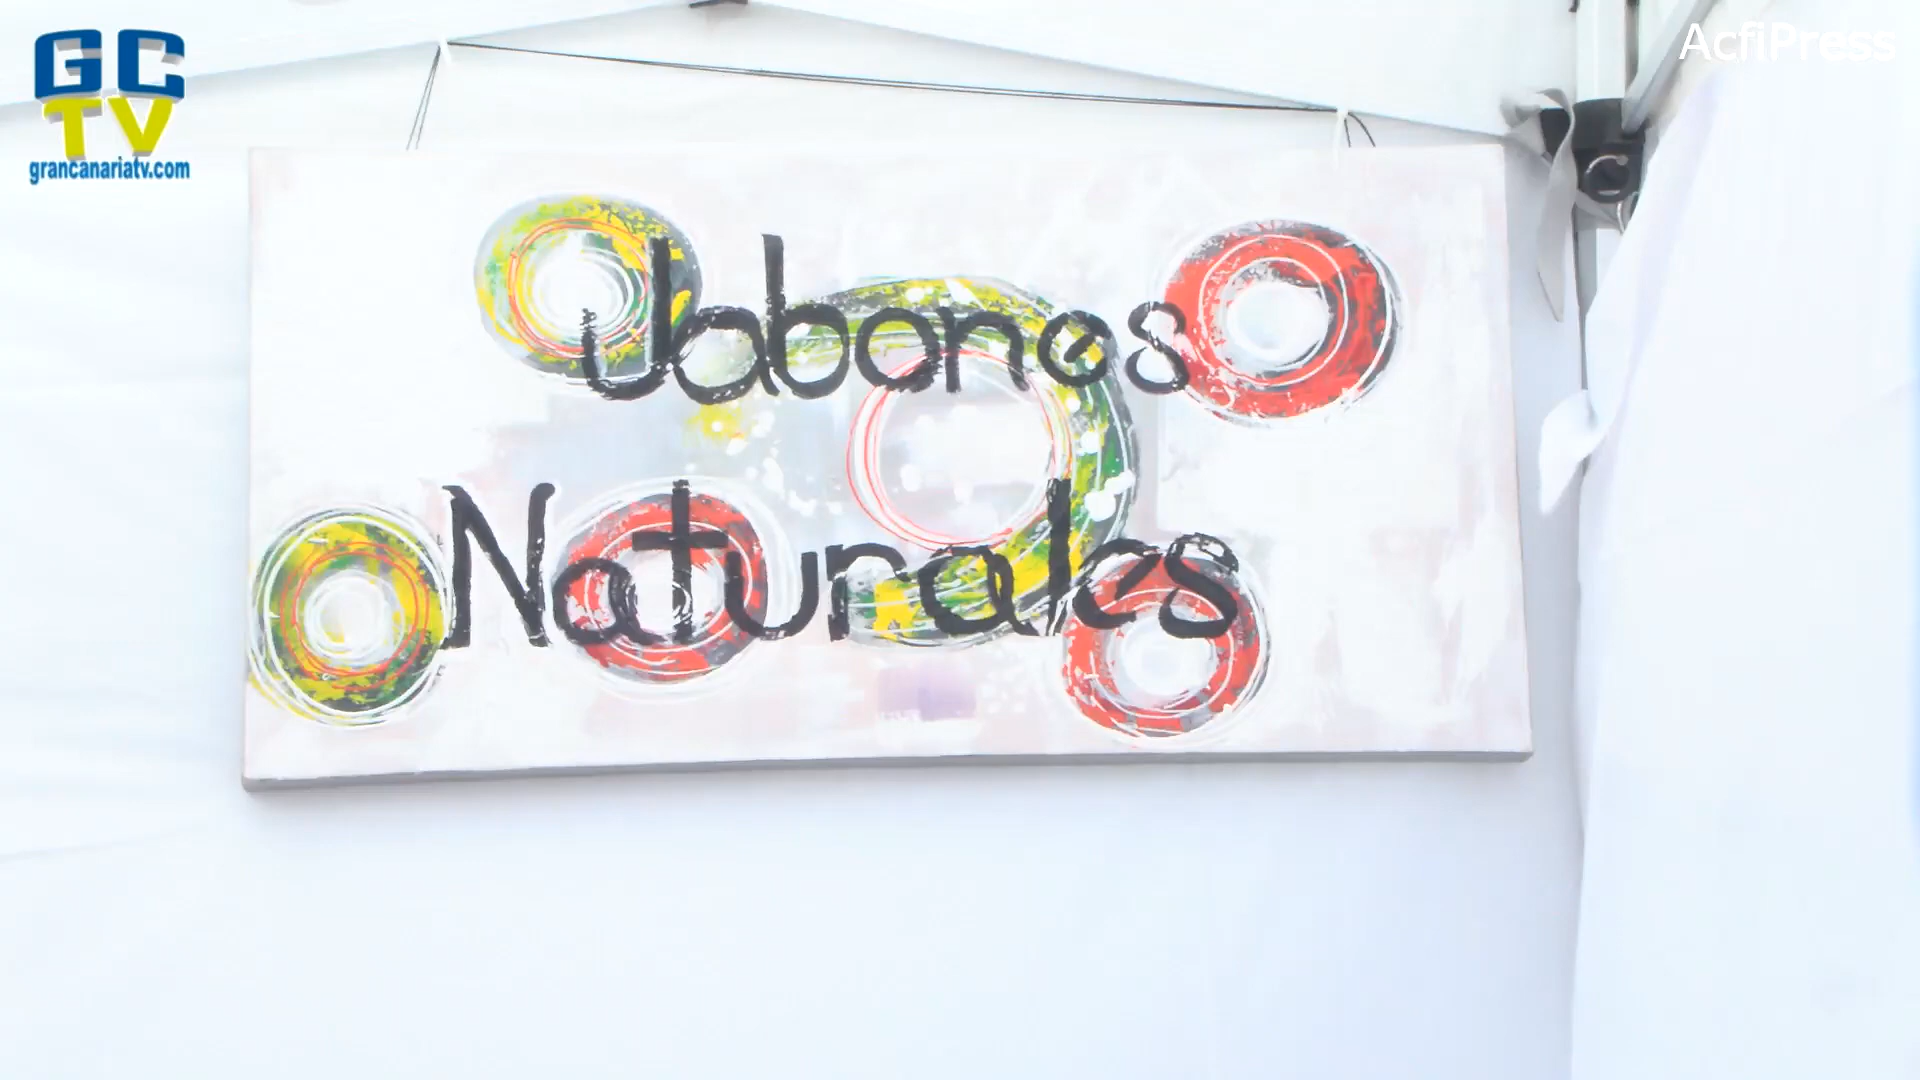 GC
TV
grancanariatv.com
AcfiPress
Jabones
Naturales